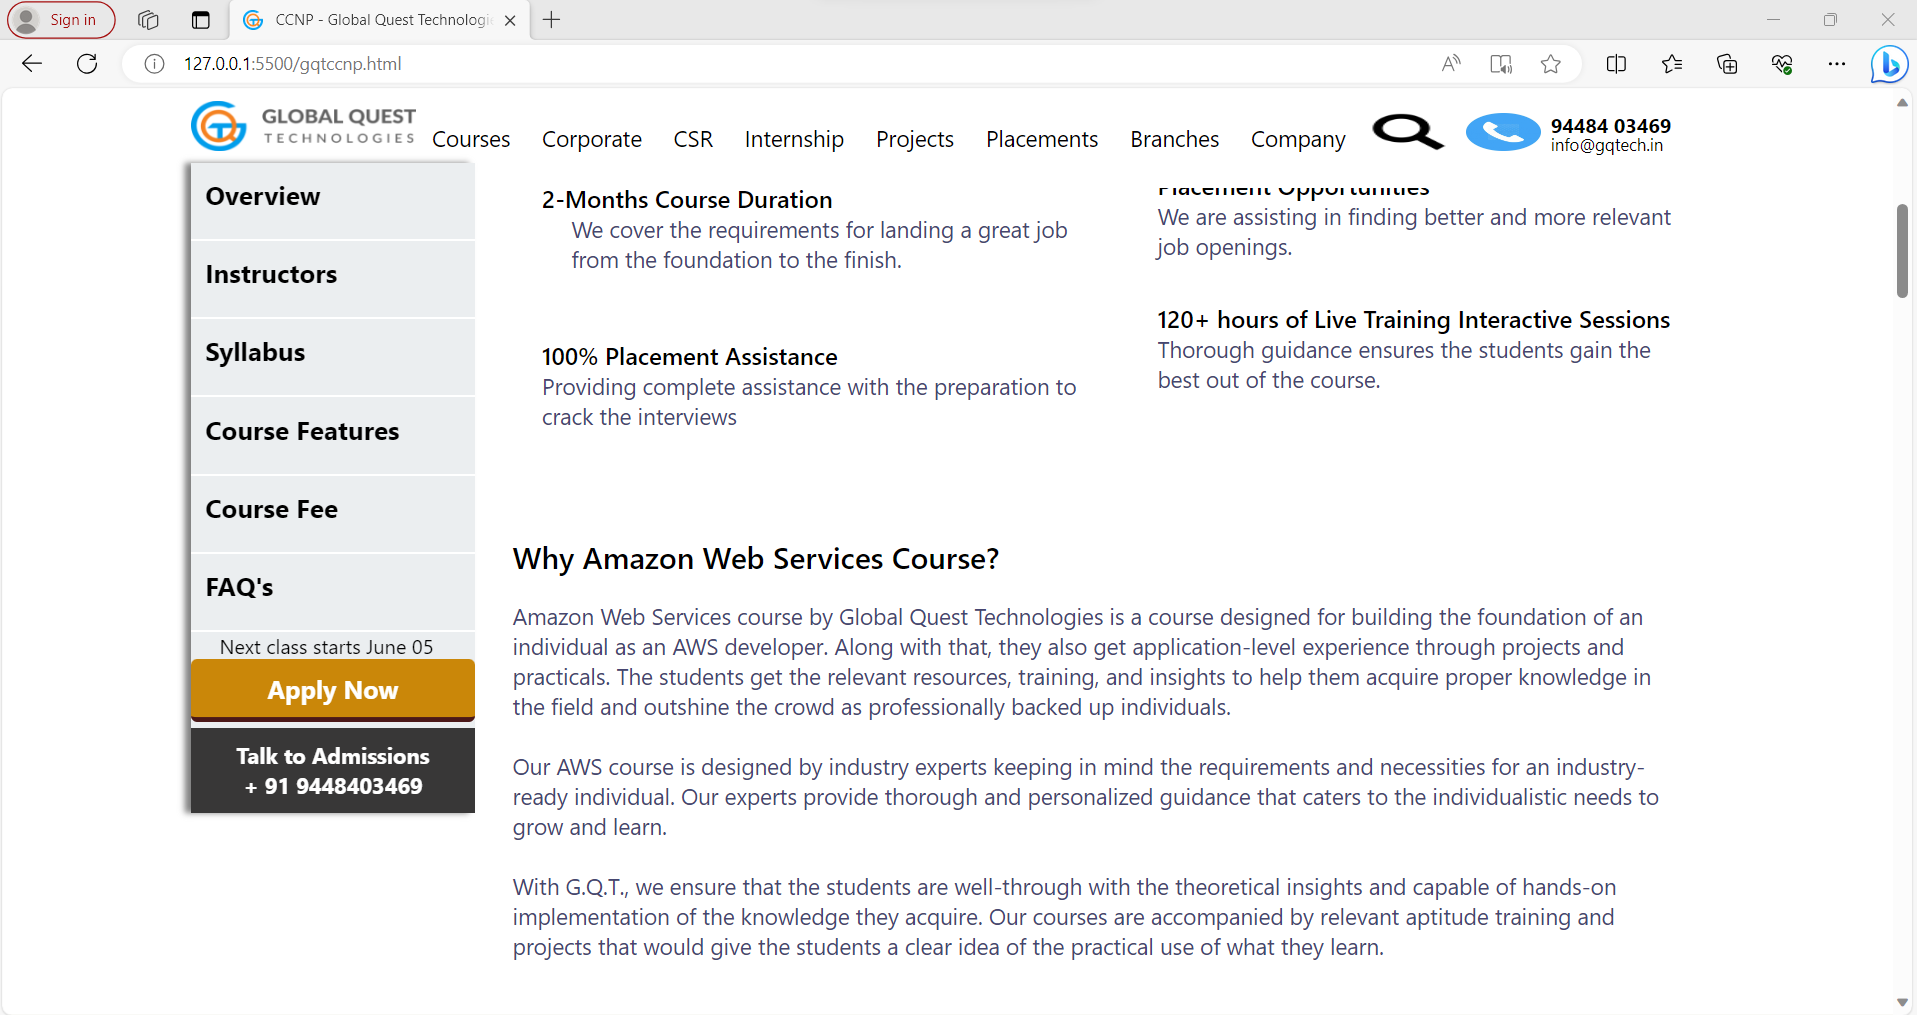 Sign in
CCNP - Global Quest Technologie
127.0.0.1:5500/gqtccnp.html
GLOBAL QUEST
TECHNOLOGIES
Courses Corporate CSR Internship Projects Placements Branches Company
94484 03469
info@gqtech.in
Overview
Instructors
Syllabus
Course Features
Course Fee
FAQ's
Next class starts June 05
Apply Now
Talk to Admissions
+ 91 9448403469
2-Months Course Duration
We cover the requirements for landing a great job
from the foundation to the finish.
100% Placement Assistance
Providing complete assistance with the preparation to
crack the interviews
Placement Opportunities
We are assisting in finding better and more relevant
job openings.
120+ hours of Live Training Interactive Sessions
Thorough guidance ensures the students gain the
best out of the course.
Why Amazon Web Services Course?
Amazon Web Services course by Global Quest Technologies is a course designed for building the foundation of an
individual as an AWS developer. Along with that, they also get application-level experience through projects and
practicals. The students get the relevant resources, training, and insights to help them acquire proper knowledge in
the field and outshine the crowd as professionally backed up individuals.
Our AWS course is designed by industry experts keeping in mind the requirements and necessities for an industry-
ready individual. Our experts provide thorough and personalized guidance that caters to the individualistic needs to
grow and learn.
With G.Q.T., we ensure that the students are well-through with the theoretical insights and capable of hands-on
implementation of the knowledge they acquire. Our courses are accompanied by relevant aptitude training and
projects that would give the students a clear idea of the practical use of what they learn.